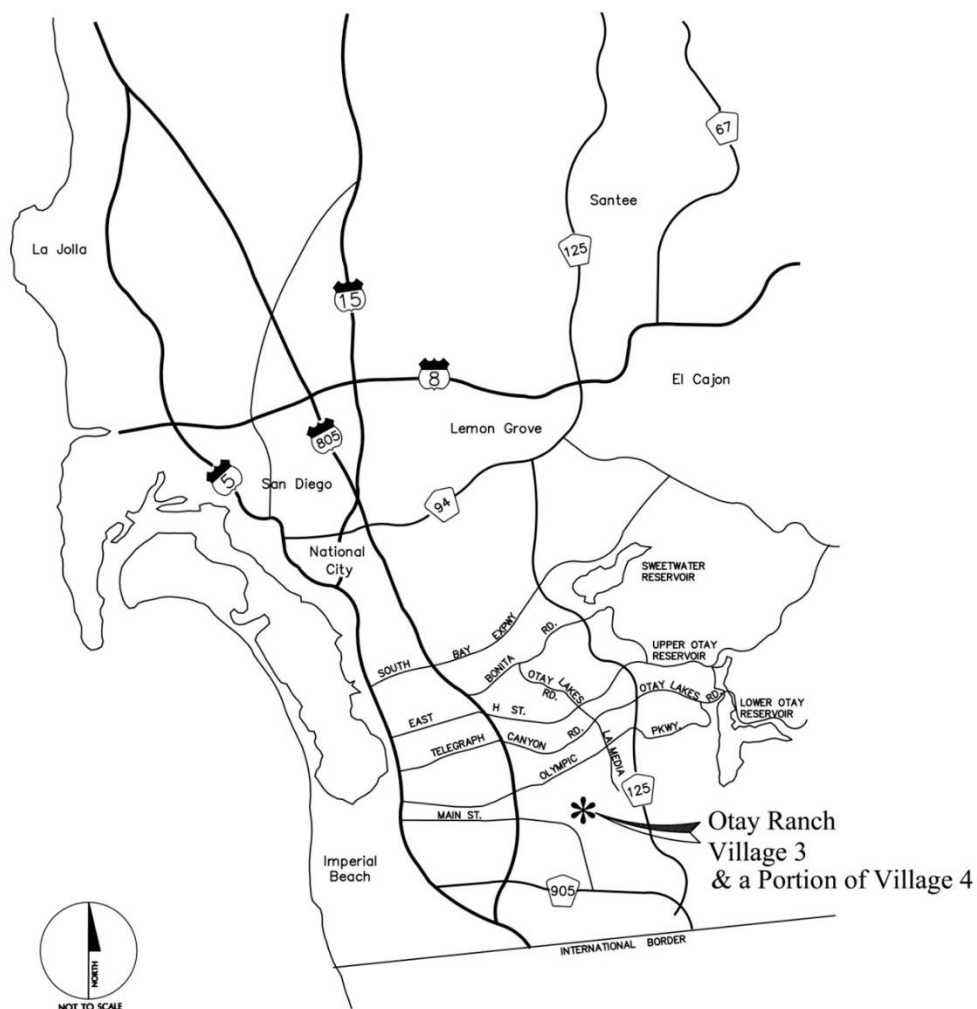 67
Santee
La Jolla
125
15
8
El Cajon
805
Lemon Grove
5
San Diego
94
National
City
SWEETWATER
RESERVOIR
SOUTH BAY EXPWY
BONITA RD.
OTAY LAKES
RD.
UPPER OTAY
RESERVOIR
EAST H ST.
OTAY LAKES RD.
LOWER OTAY
RESERVOIR
TELEGRAPH CANYON RD.
OLYMPIC PKWY.
LA MEDIA
125
MAIN ST.
Otay Ranch
Village 3
& a Portion of Village 4
Imperial
Beach
905
INTERNATIONAL BORDER
NORTH
NOT TO SCALE